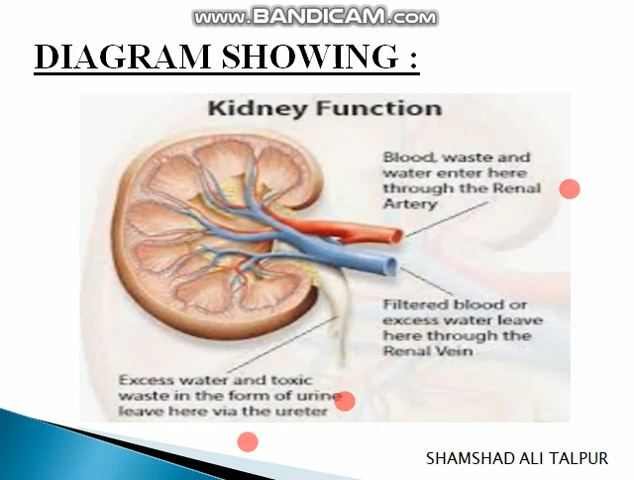 www.BANDICAM.com
DIAGRAM SHOWING :
Kidney Function
Blood, waste and
water enter here
through the Renal
Artery
Filtered blood or
excess water leave
here through the
Renal Vein
Excess water and toxic
waste in the form of urine
leave here via the ureter
SHAMSHAD ALI TALPUR